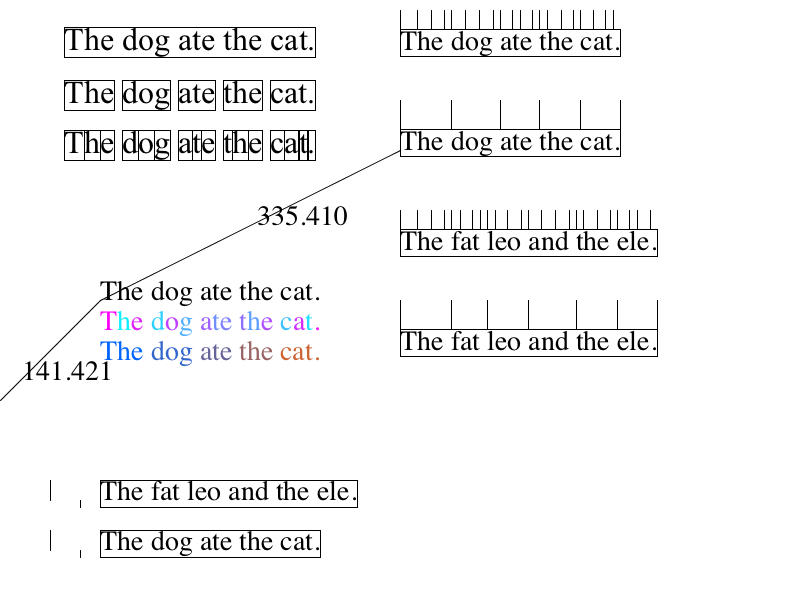 The dog ate the cat.
The dog ate the cat.
The dog ate the cat.
The dog ate the cat.
The dog ate the cat.
335.410
The fat leo and the ele.
The dog ate the cat.
The dog ate the cat.
The dog ate the cat.
The fat leo and the ele.
141.421
The fat leo and the ele.
The dog ate the cat.